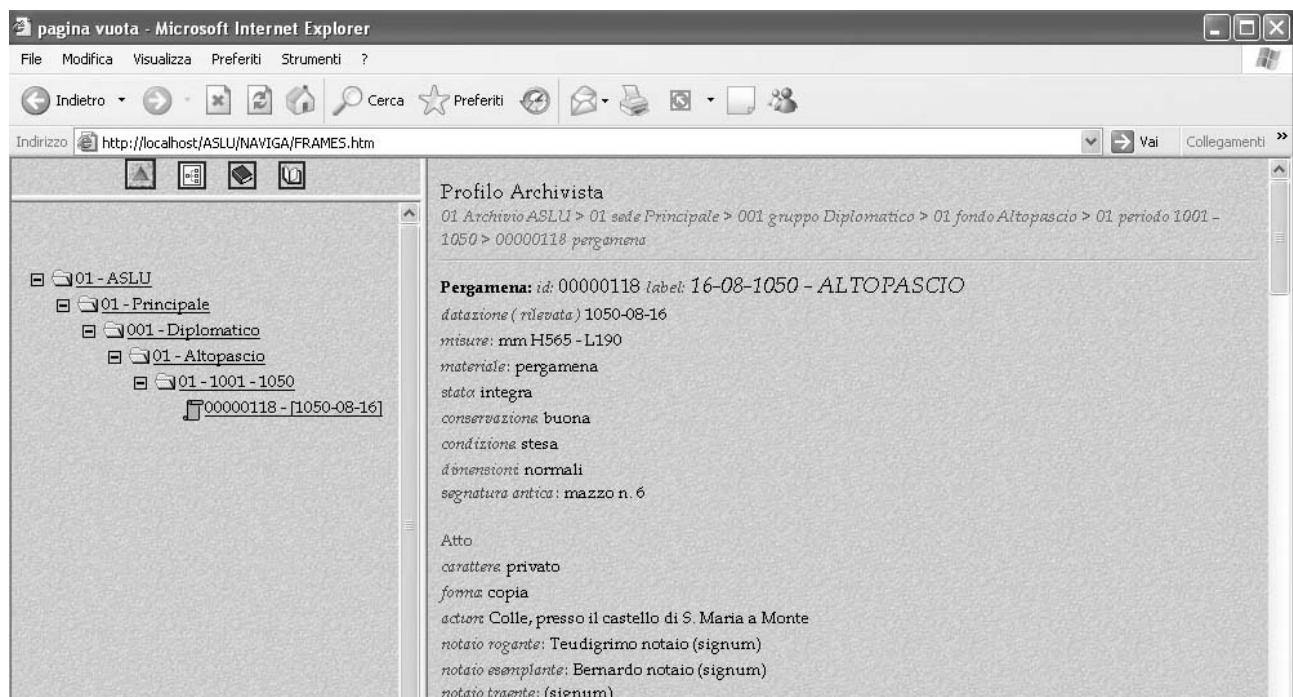 pagina vuota - Microsoft Internet Explorer
File Modifica Visualizza Preferiti Strumenti ?
Indietro Cerca Preferiti
Indirizzo http://localhost/ASLU/NAVIGA/FRAMES.htm Vai Collegamenti »
01 - ASLU
01 - Principale
001 - Diplomatico
01 - Altopascio
01 - 1001 - 1050
00000118 - [1050-08-16]
Profilo Archivista
01 Archivio ASLU > 01 sede Principale > 001 gruppo Diplomatico > 01 fondo Altopascio > 01 periodo 1001 -
1050 > 00000118 pergamena
Pergamena: id: 00000118 label: 16-08-1050 - ALTOPASCIO
datazione ( rilevata ) 1050-08-16
misure: mm H565 - L190
materiale: pergamena
stato: integra
conservazione: buona
condizione: stesa
dimensioni: normali
segnatura antica: mazzo n. 6
Atto
carattere: privato
forma: copia
actum: Colle, presso il castello di S. Maria a Monte
notaio rogante: Teudigrimo notaio (signum)
notaio esemplante: Bernardo notaio (signum)
notaio traente: (signum)